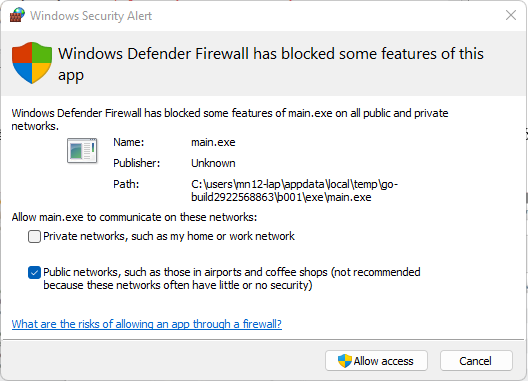 Windows Security Alert
Windows Defender Firewall has blocked some features of this
app
Windows Defender Firewall has blocked some features of main.exe on all public and private
networks.
Name: main.exe
Publisher: Unknown
Path: C:\users\mn12-lap\appdata\local\temp\go-
build2922568863\b001\exe\main.exe
Allow main.exe to communicate on these networks:
Private networks, such as my home or work network
Public networks, such as those in airports and coffee shops (not recommended
because these networks often have little or no security)
What are the risks of allowing an app through a firewall?
Allow access Cancel